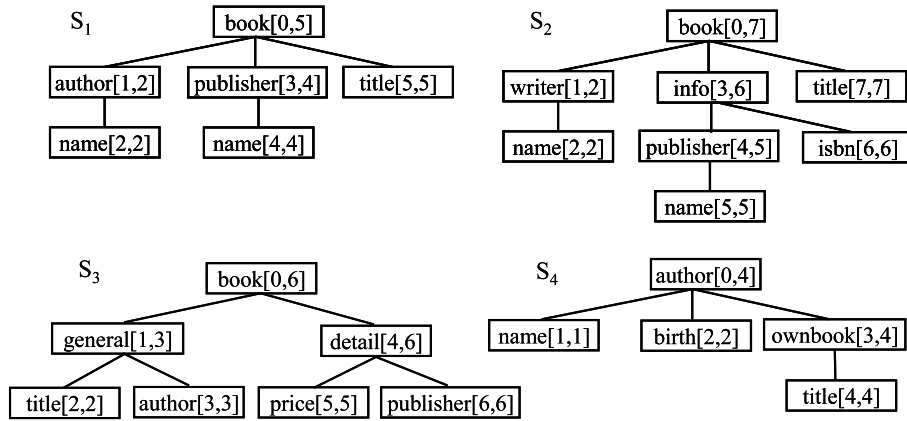 S1
book[0,5]
author[1,2] publisher[3,4] title[5,5]
name[2,2] name[4,4]
S2
book[0,7]
writer[1,2] info[3,6] title[7,7]
name[2,2] publisher[4,5] isbn[6,6]
name[5,5]
S3
book[0,6]
general[1,3] detail[4,6]
title[2,2] author[3,3] price[5,5] publisher[6,6]
S4
author[0,4]
name[1,1] birth[2,2] ownbook[3,4]
title[4,4]